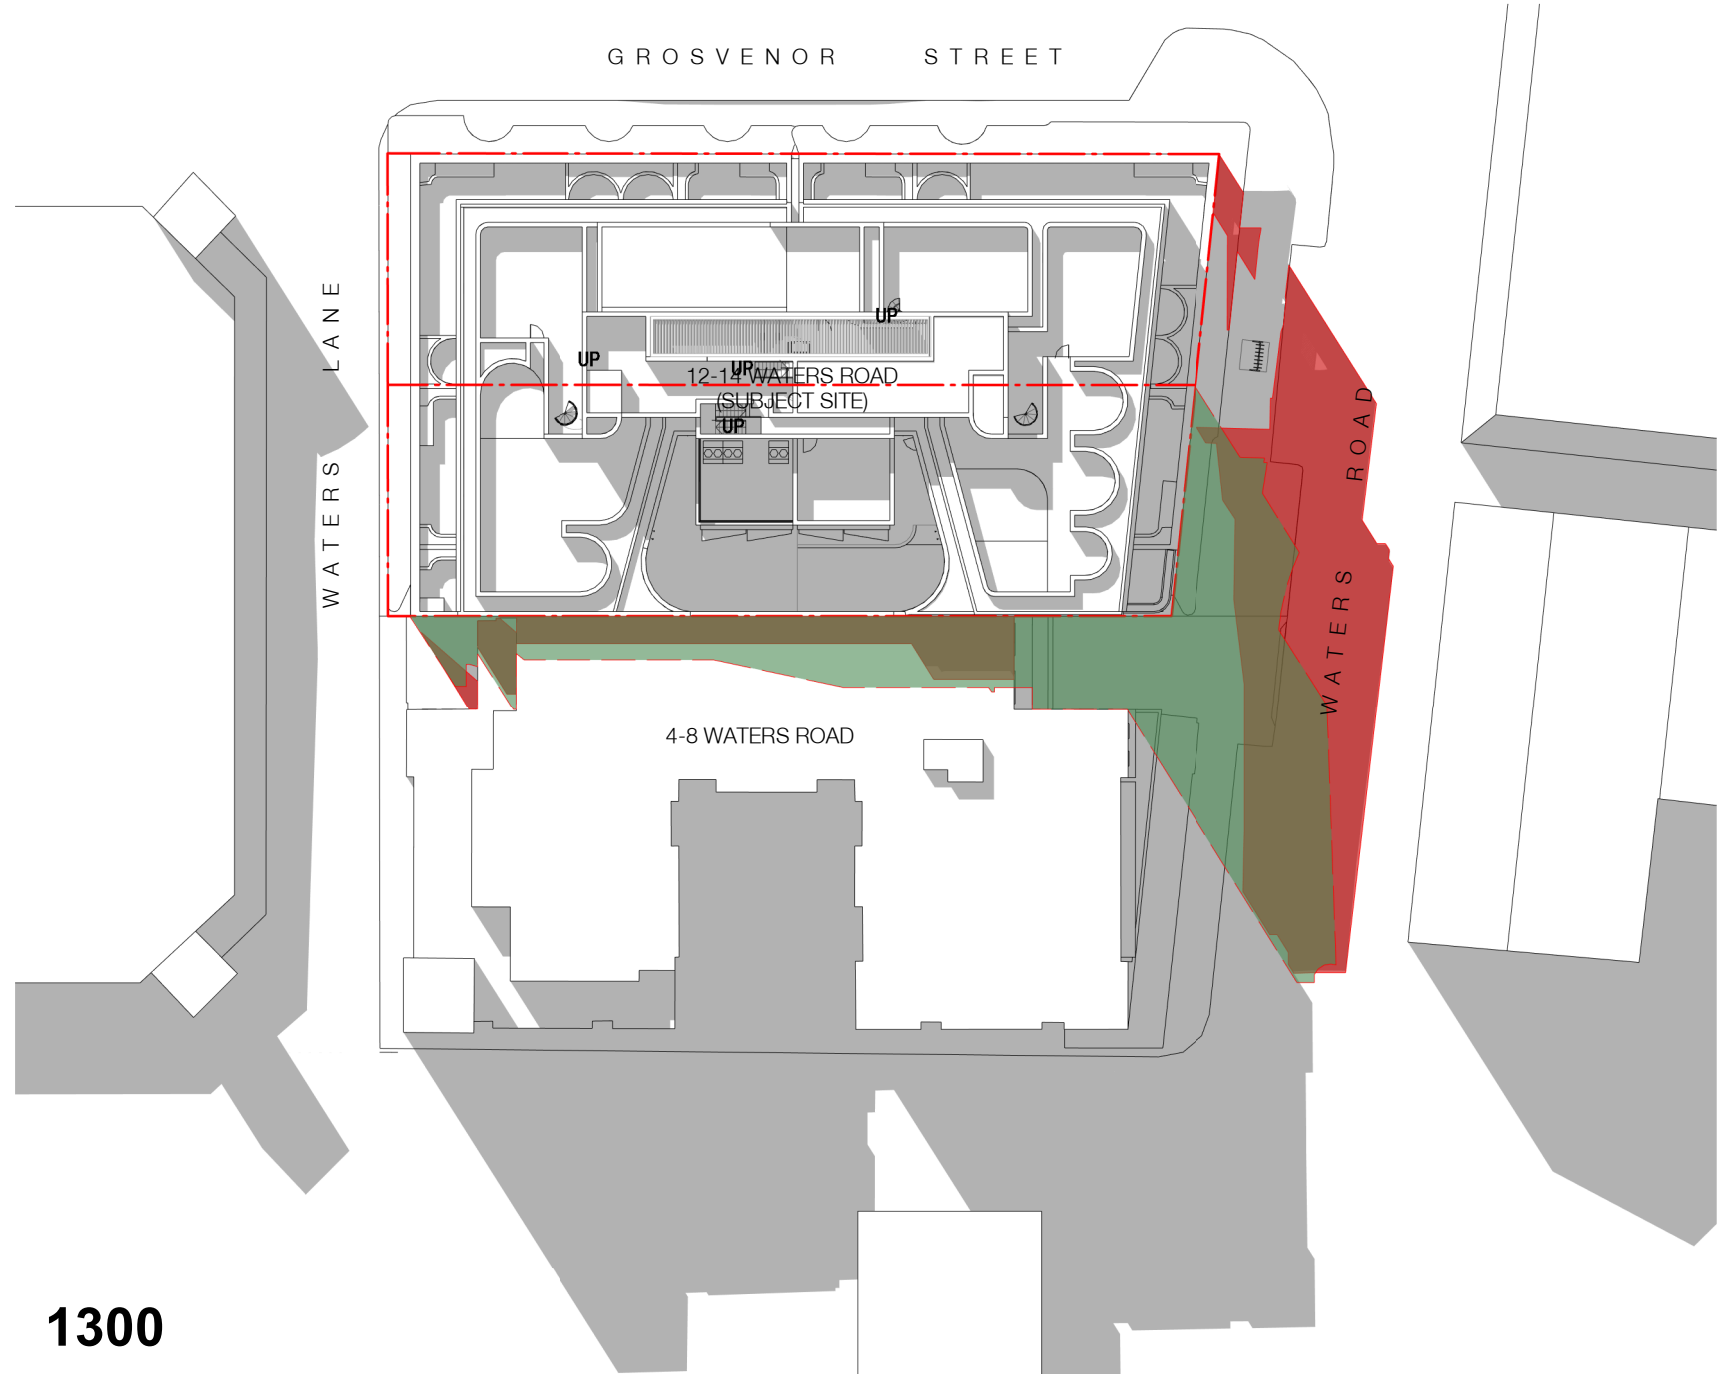 GROSVENOR STREET
WATERS LANE
UP
UP
UP
12-14 WATERS ROAD
(SUBJECT SITE)
UP
WATERS ROAD
4-8 WATERS ROAD
1300